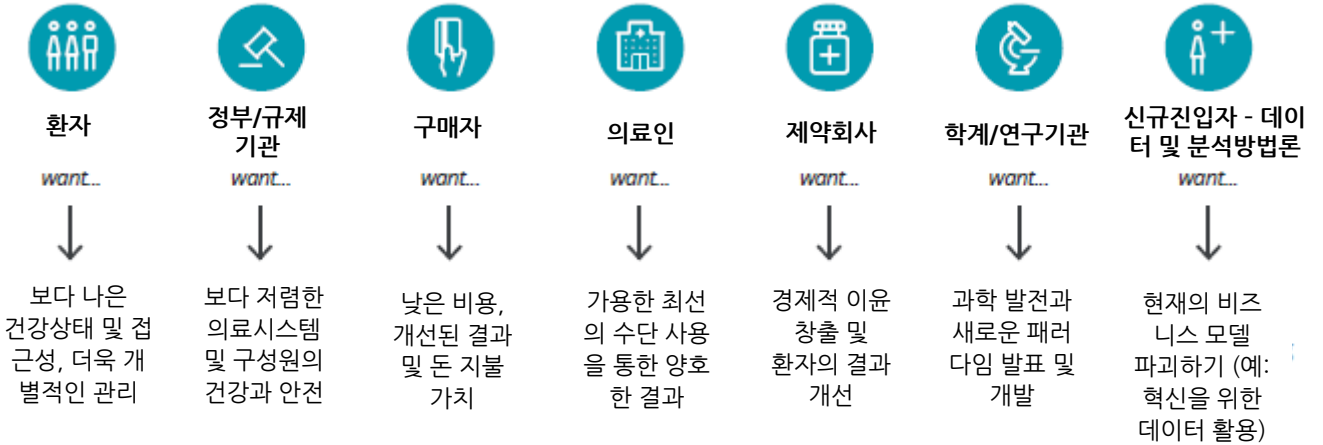 환자
want...
보다 나은
건강상태 및 접
근성, 더욱 개
별적인 관리
정부/규제
기관
want...
보다 저렴한
의료시스템
및 구성원의
건강과 안전
구매자
want...
낮은 비용,
개선된 결과
및 돈 지불
가치
의료인
want...
가용한 최선
의 수단 사용
을 통한 양호
한 결과
제약회사
want...
경제적 이윤
창출 및
환자의 결과
개선
학계/연구기관
want...
과학 발전과
새로운 패러
다임 발표 및
개발
신규진입자 - 데이
터 및 분석방법론
want...
현재의 비즈
니스 모델
파괴하기 (예:
혁신을 위한
데이터 활용)